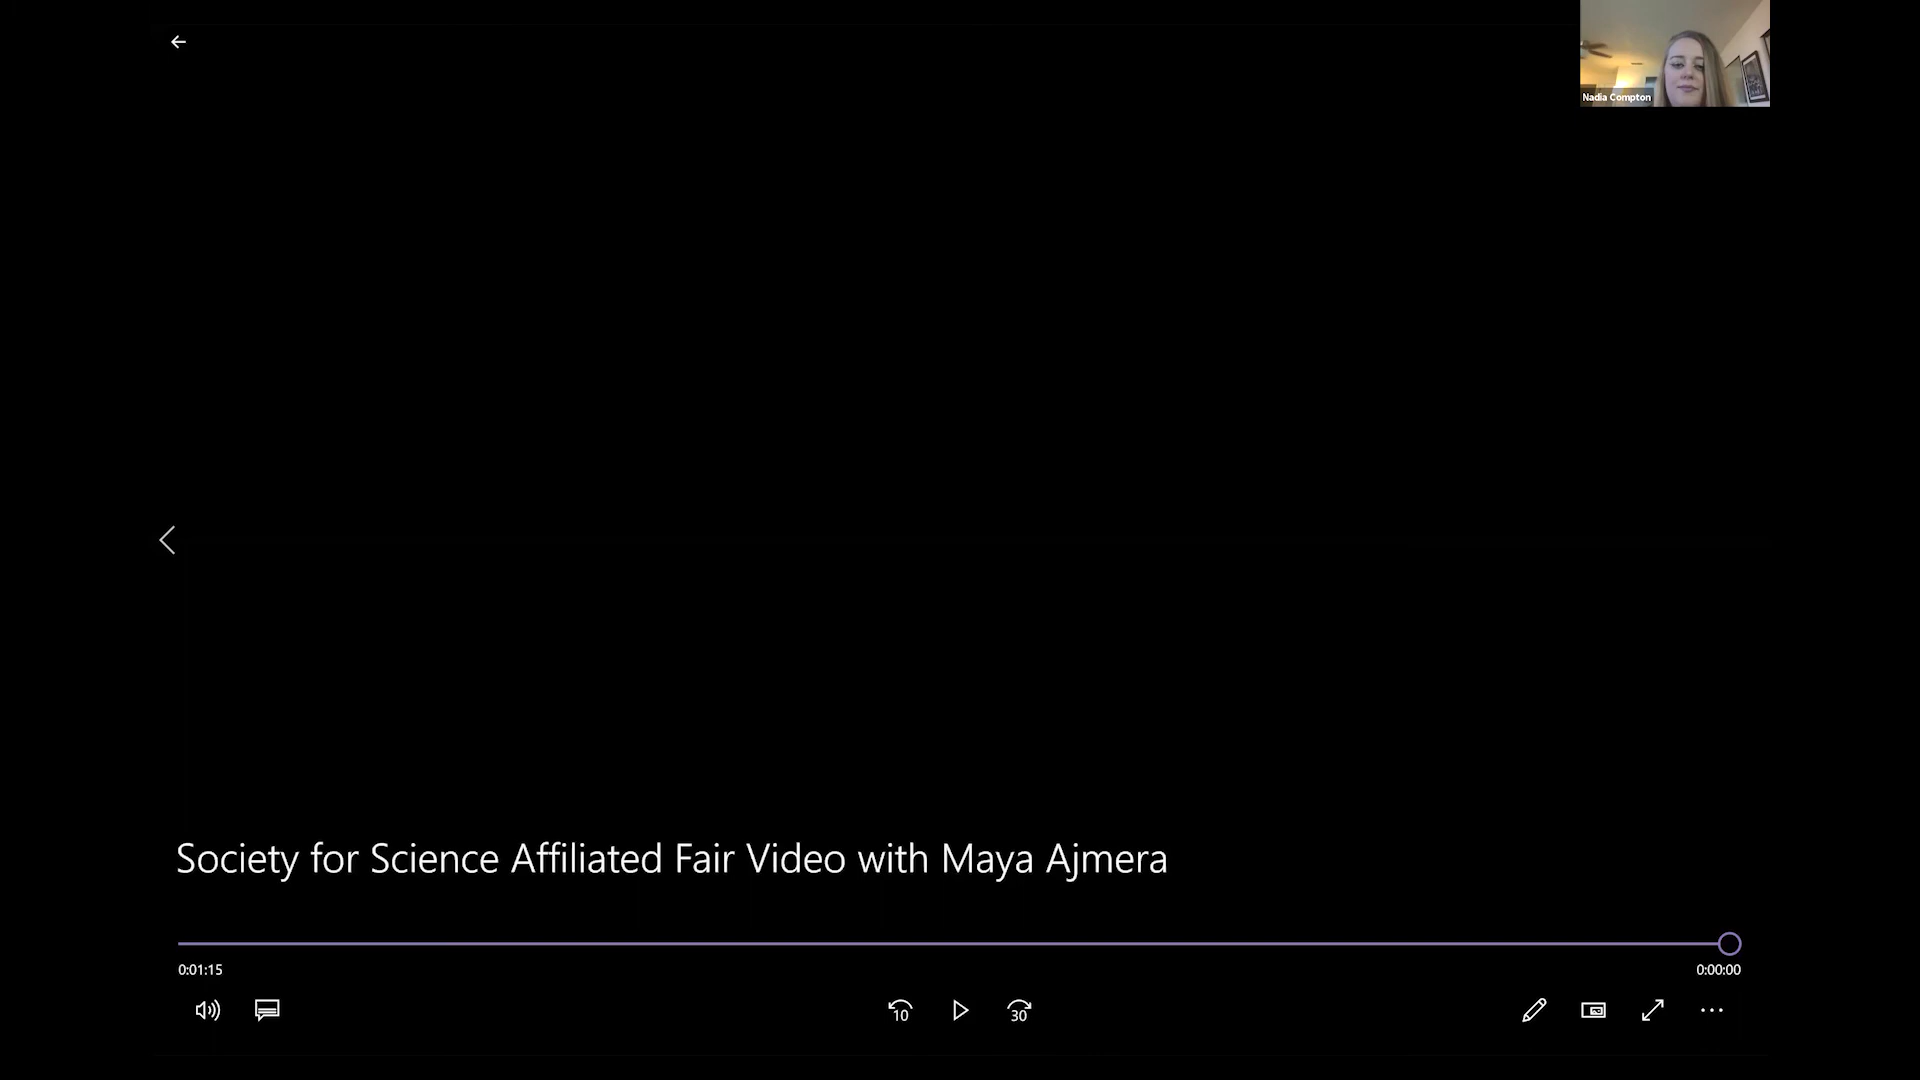 Nadia Compton
Society for Science Affiliated Fair Video with Maya Ajmera
0:01:15
0:00:00
10
30